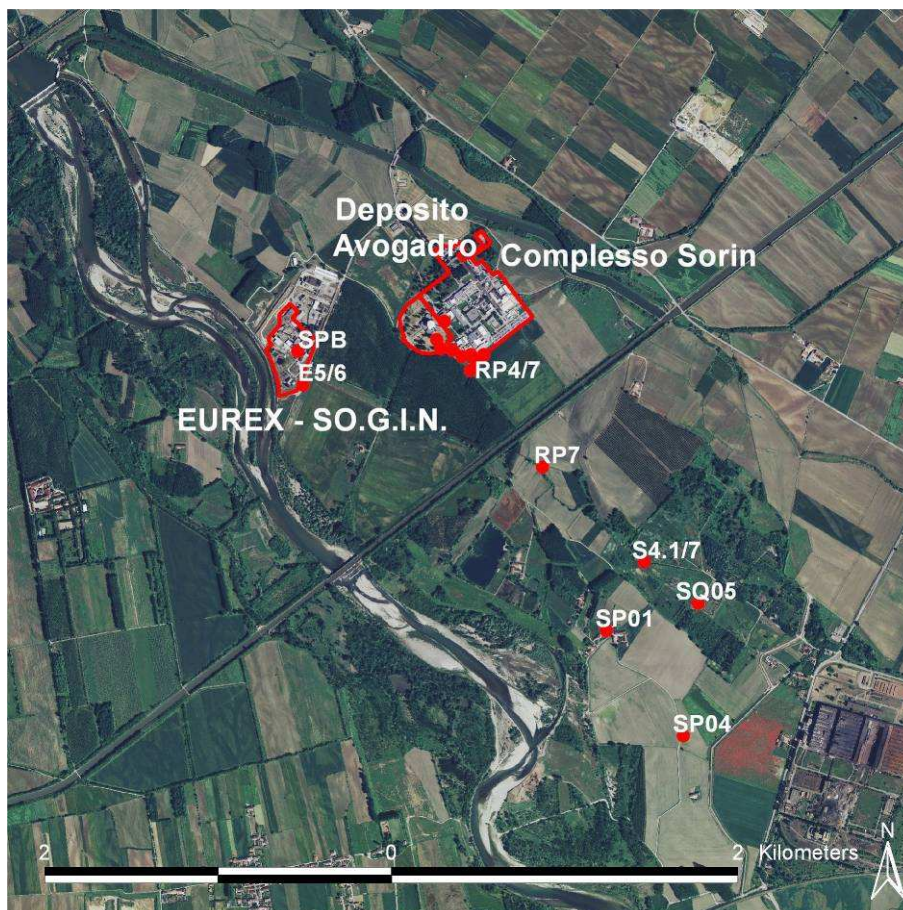 Deposito
Avogadro
Complesso Sorin
SPB
E5/6
RP4/7
EUREX - SO.G.I.N.
RP7
S4.1/7
SQ05
SP01
SP04
N
2 0 2 Kilometers